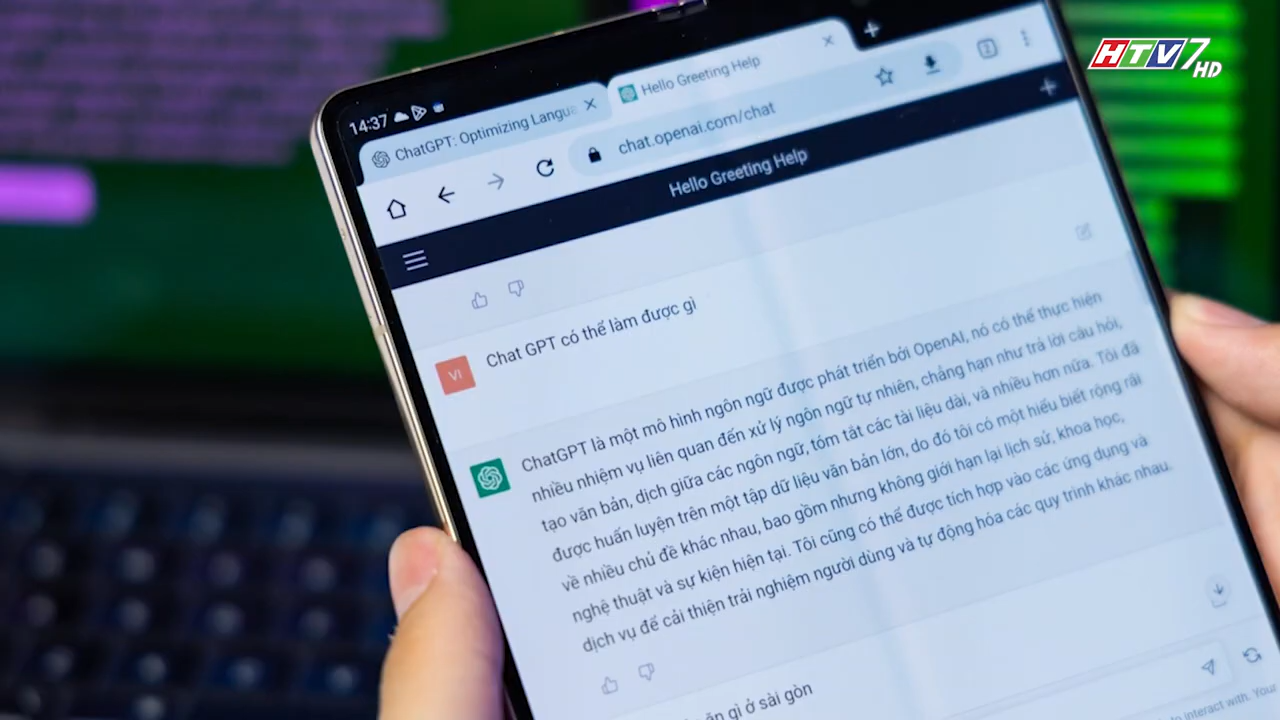 HTV7
HD
14:37
ChatGPT: Optimizing Langua
Hello Greeting Help
chat.openai.com/chat
Hello Greeting Help
Chat GPT có thể làm được gì
VI
ChatGPT là một mô hình ngôn ngữ được phát triển bởi OpenAI, nó có thể thực hiện
nhiều nhiệm vụ liên quan đến xử lý ngôn ngữ tự nhiên, chẳng hạn như trả lời câu hỏi,
tạo văn bản, dịch giữa các ngôn ngữ, tóm tắt các tài liệu dài, và nhiều hơn nữa. Tôi đã
được huấn luyện trên một tập dữ liệu văn bản lớn, do đó tôi có một hiểu biết rộng rãi
về nhiều chủ đề khác nhau, bao gồm nhưng không giới hạn lại lịch sử, khoa học,
nghệ thuật và sự kiện hiện tại. Tôi cũng có thể được tích hợp vào các ứng dụng và
dịch vụ để cải thiện trải nghiệm người dùng và tự động hóa các quy trình khác nhau.
ăn gì ở sài gòn
to interact with. Your